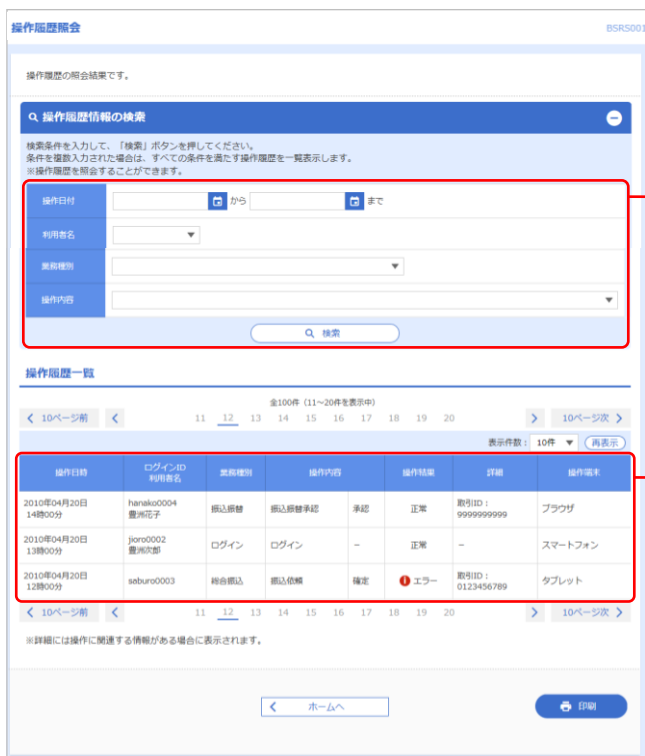 操作履歴照会
BSRS001
操作履歴の照会結果です。
操作履歴情報の検索
検索条件を入力して、「検索」ボタンを押してください。
条件を複数入力された場合は、すべての条件を満たす操作履歴を一覧表示します。
※操作履歴を照会することができます。
操作日付 から まで
利用者名
業務種別
操作内容
検索
操作履歴一覧
全100件（11～20件を表示中）
10ページ前 11 12 13 14 15 16 17 18 19 20 10ページ次
表示件数： 10件 再表示
操作日時 ログインID 業務種別 操作内容 操作結果 詳細 操作端末
利用者名
2010年04月20日 hanako0004 振込振替 振込振替承認 承認 正常 取引ID：
14時00分 豊洲花子 9999999999 ブラウザ
2010年04月20日 jioro0002 ログイン ログイン － 正常 － スマートフォン
13時00分 豊洲次郎
2010年04月20日 saburo0003 総合振込 振込依頼 確定 エラー 取引ID： タブレット
12時00分 0123456789
10ページ前 11 12 13 14 15 16 17 18 19 20 10ページ次
※詳細には操作に関連する情報がある場合に表示されます。
ホームへ
印刷